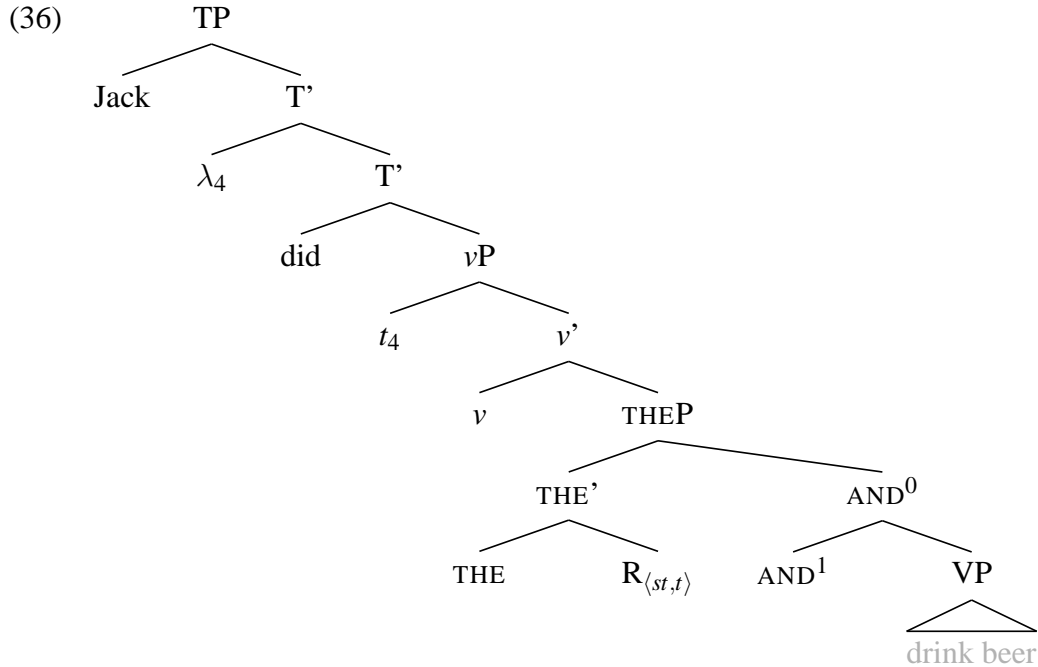 (36) TP
Jack T’
λ4 T’
did vP
t4 v’
v THEP
THE’ AND0
THE R⟨st,t⟩ AND1 VP
drink beer